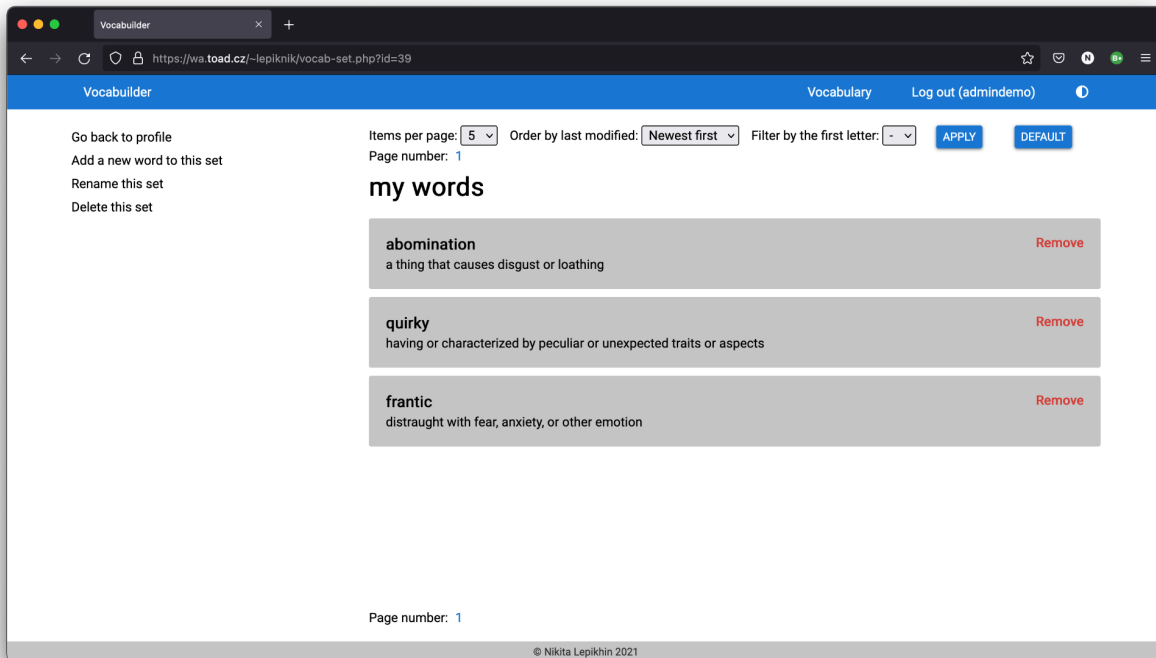 Vocabuilder
https://wa.toad.cz/~lepiknik/vocab-set.php?id=39
N
B+
Vocabuilder Vocabulary Log out (admindemo)
Go back to profile
Add a new word to this set
Rename this set
Delete this set
Items per page: 5 Order by last modified: Newest first Filter by the first letter: - APPLY DEFAULT
Page number: 1
my words
abomination Remove
a thing that causes disgust or loathing
quirky Remove
having or characterized by peculiar or unexpected traits or aspects
frantic Remove
distraught with fear, anxiety, or other emotion
Page number: 1
© Nikita Lepikhin 2021